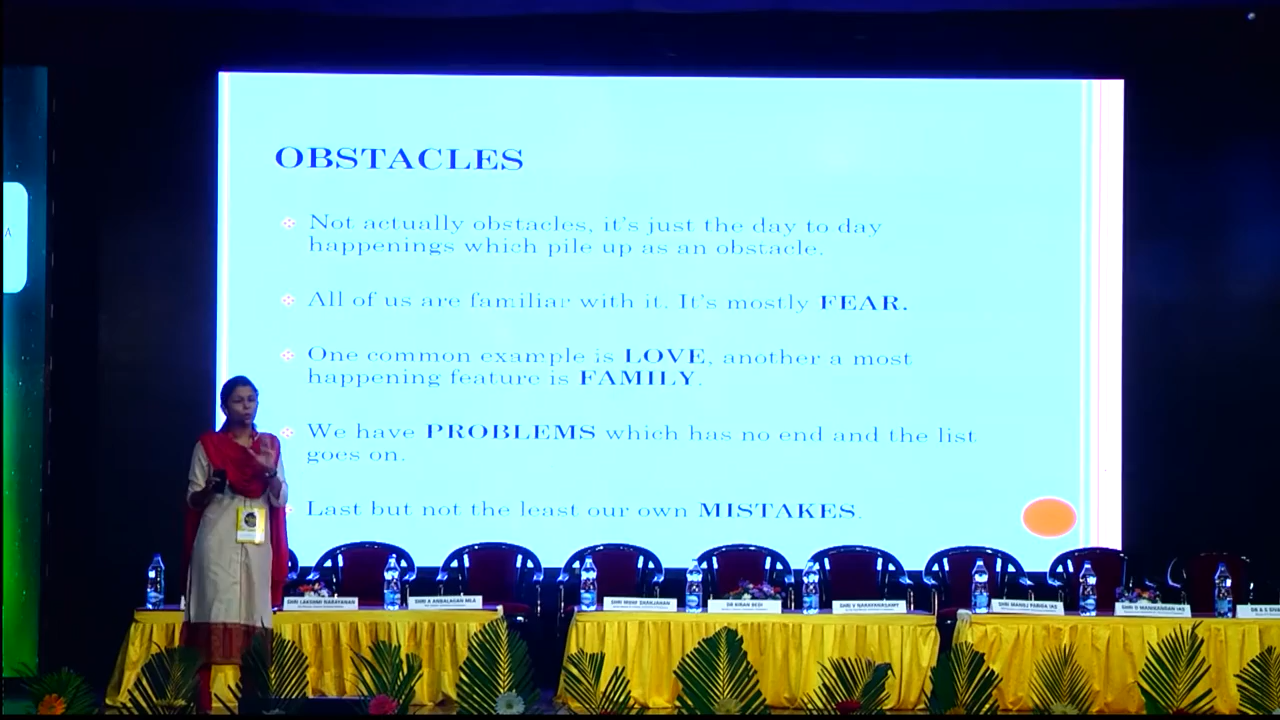 A
OBSTACLES
Not actually obstacles, it's just the day to day
happenings which pile up as an obstacle.
All of us are familiar with it. It's mostly FEAR.
One common example is LOVE, another a most
happening feature is FAMILY.
We have PROBLEMS which has no end and the list
goes on.
Last but not the least our own MISTAKES.
SHRI LAKSHMI NARAYANAN
SHRI A ANBALAGAN MLA
SHRI MOHF SHAHJAHAN
DR KIRAN BEDI
SHRI V NARAYANASAMY
SHRI MANOJ PARIDA IAS
SHRI D MANIKANDAN IAS